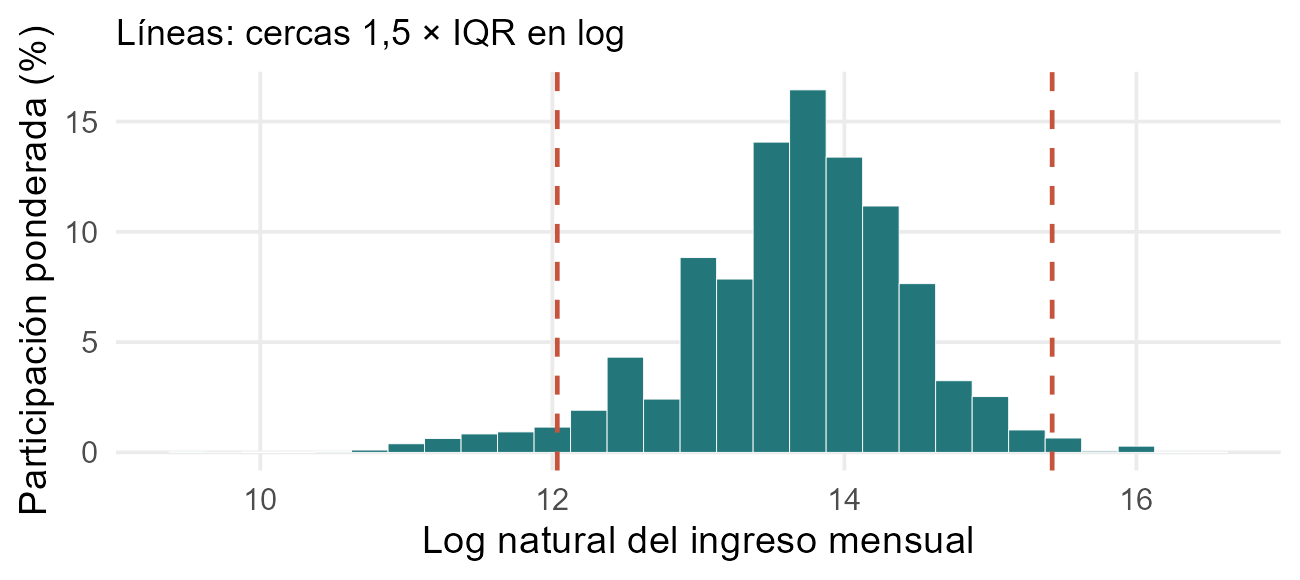 Líneas: cercas 1,5 × IQR en log
Participación ponderada (%)
15
10
5
0
10
12
14
16
Log natural del ingreso mensual